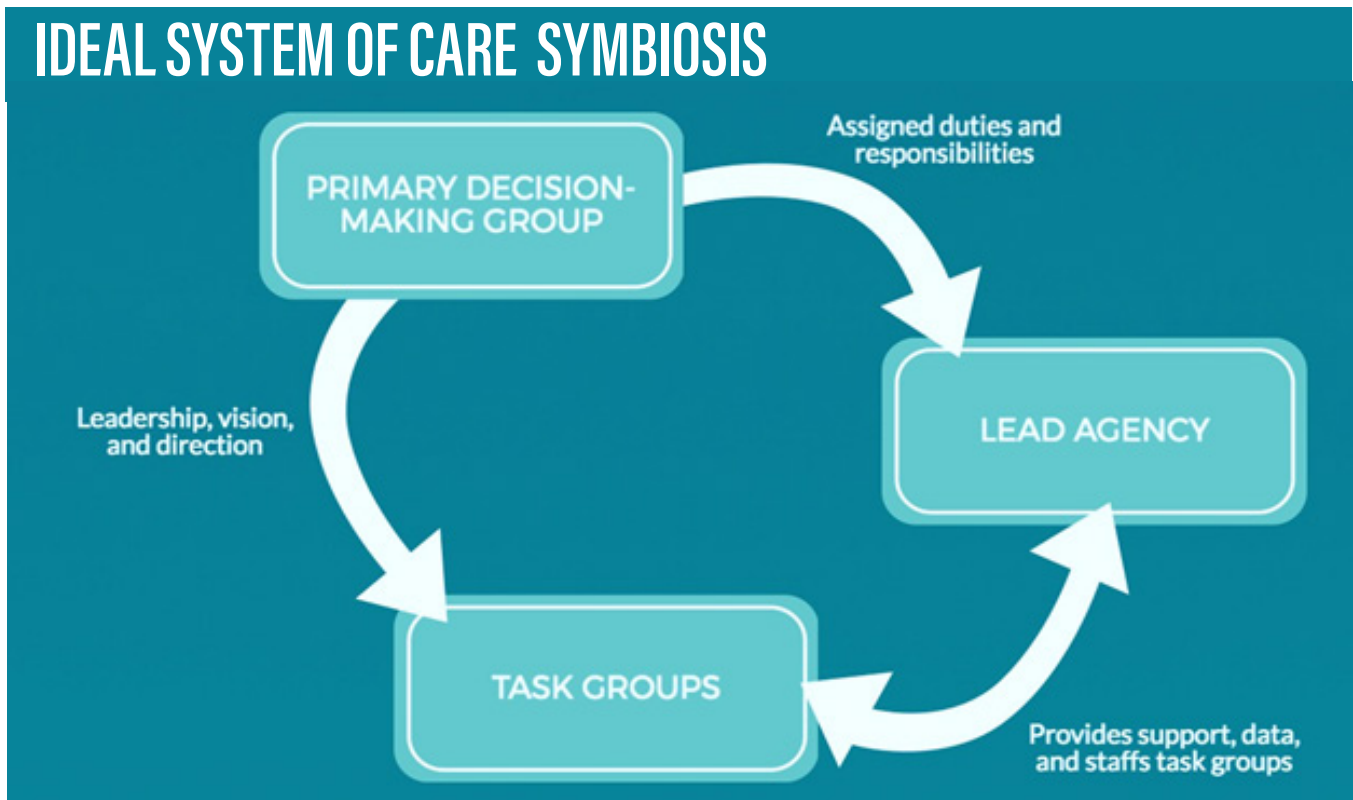 IDEAL SYSTEM OF CARE SYMBIOSIS
Assigned duties and
responsibilities
PRIMARY DECISION-
MAKING GROUP
Leadership, vision,
and direction
LEAD AGENCY
TASK GROUPS
Provides support, data,
and staffs task groups